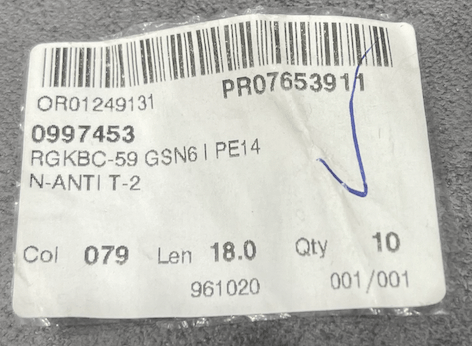 OR01249131 PR07653911
0997453
RGKBC-59 GSN6 I PE14
N-ANTI T-2
Col 079 Len 18.0 Qty 10
961020 001/001